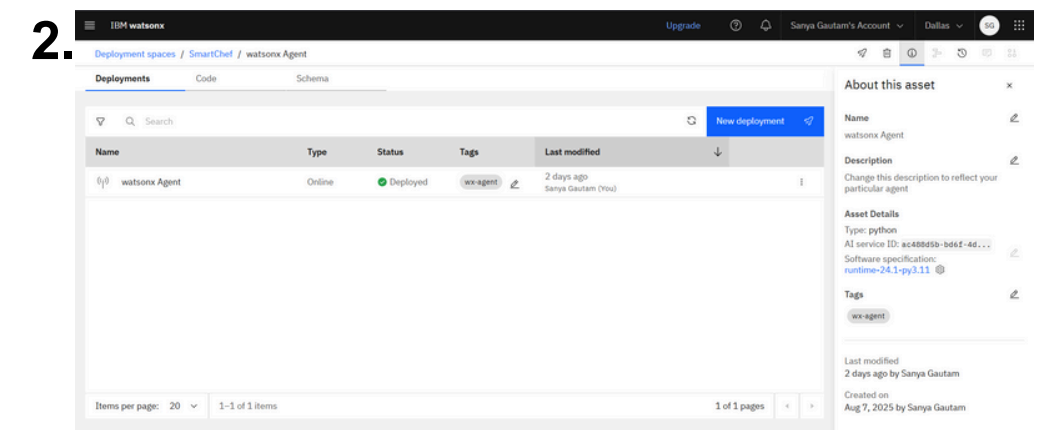 2.
IBM watsonx
Upgrade
Sanya Gautam's Account
Dallas
SG
Deployment spaces / SmartChef / watsonx Agent
Deployments Code Schema
Search
New deployment
Name Type Status Tags Last modified
watsonx Agent Online Deployed wx-agent 2 days ago
Sanya Gautam (You)
Items per page: 20 1–1 of 1 items 1 of 1 pages
About this asset
Name
watsonx Agent
Description
Change this description to reflect your
particular agent
Asset Details
Type: python
AI service ID: ac488d5b-bd6f-4d...
Software specification:
runtime-24.1-py3.11
Tags
wx-agent
Last modified
2 days ago by Sanya Gautam
Created on
Aug 7, 2025 by Sanya Gautam